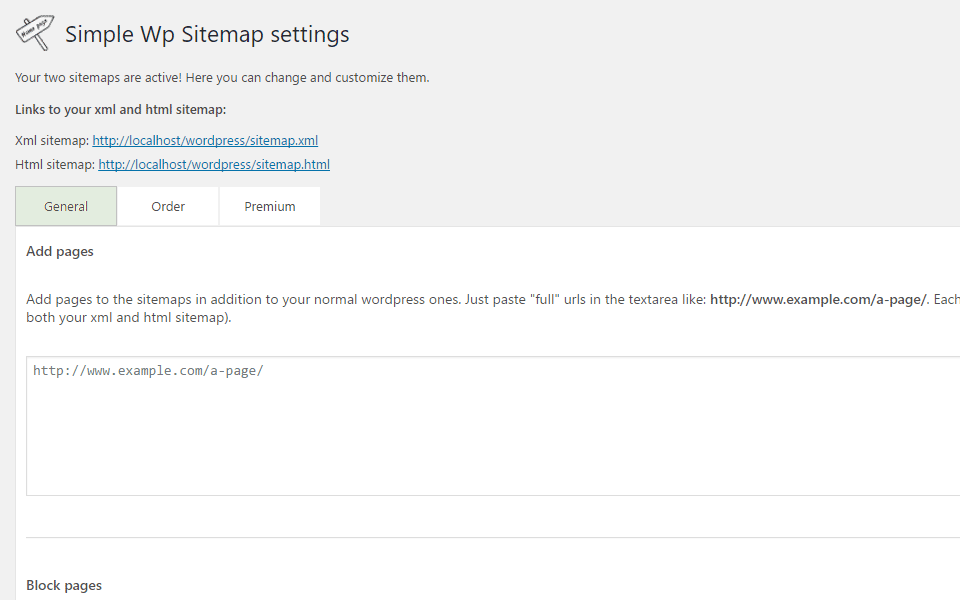 Home page
Simple Wp Sitemap settings
Your two sitemaps are active! Here you can change and customize them.
Links to your xml and html sitemap:
Xml sitemap: http://localhost/wordpress/sitemap.xml
Html sitemap: http://localhost/wordpress/sitemap.html
General Order Premium
Add pages
Add pages to the sitemaps in addition to your normal wordpress ones. Just paste "full" urls in the textarea like: http://www.example.com/a-page/. Each
both your xml and html sitemap).
http://www.example.com/a-page/
Block pages